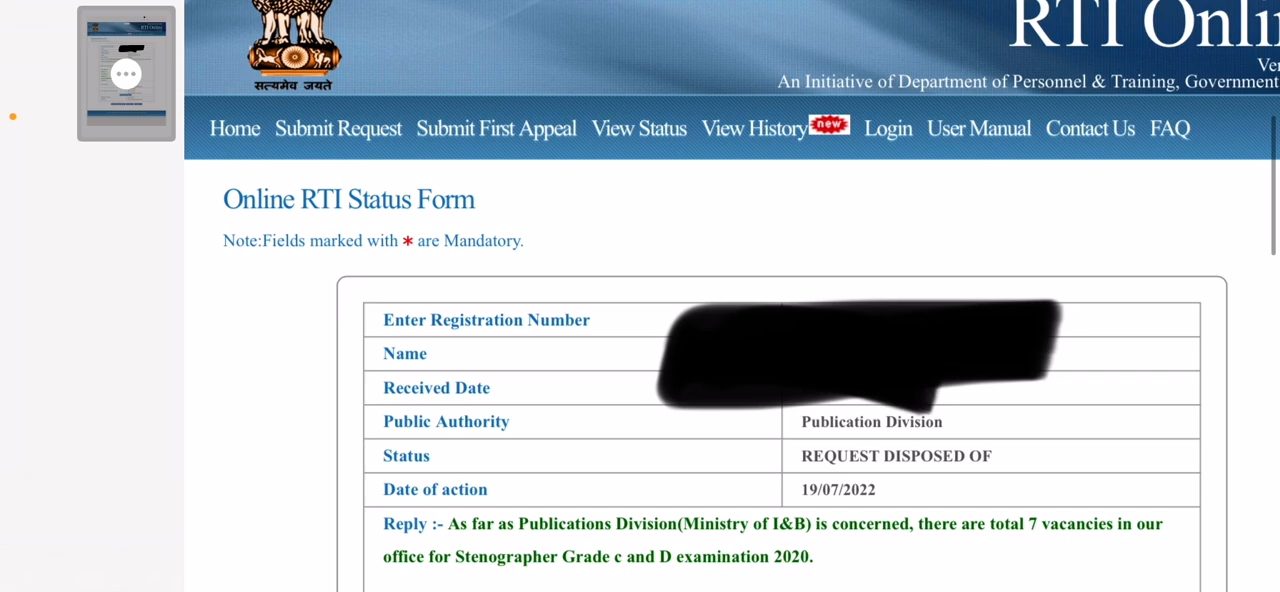 RTI Onli
Ver
An Initiative of Department of Personnel & Training, Government
सत्यमेव जयते
Home Submit Request Submit First Appeal View Status View History new Login User Manual Contact Us FAQ
Online RTI Status Form
Note:Fields marked with * are Mandatory.
Enter Registration Number
Name
Received Date
Public Authority Publication Division
Status REQUEST DISPOSED OF
Date of action 19/07/2022
Reply :- As far as Publications Division(Ministry of I&B) is concerned, there are total 7 vacancies in our
office for Stenographer Grade c and D examination 2020.